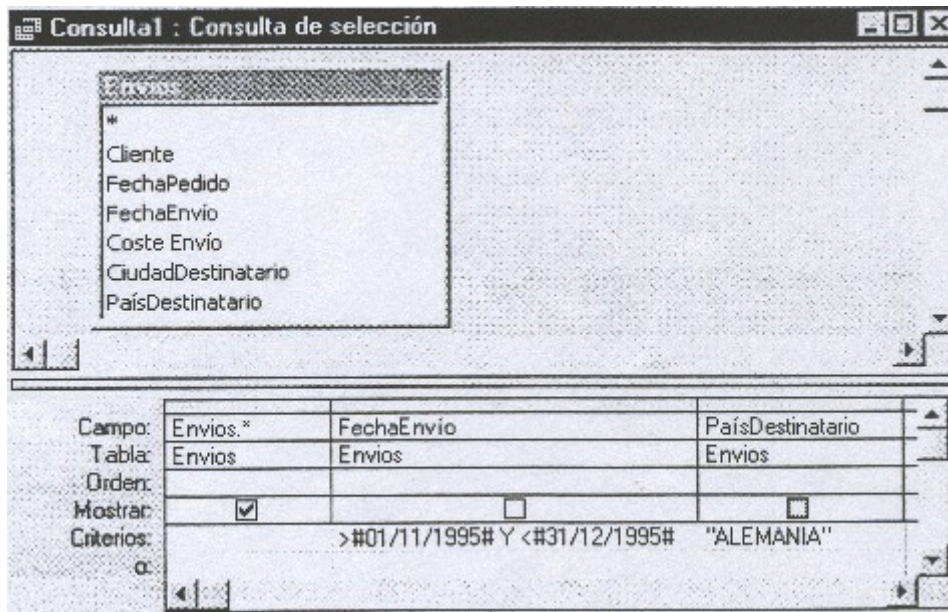 Consulta1 : Consulta de selección
Envios
*
Cliente
FechaPedido
FechaEnvío
Coste Envío
CiudadDestinatario
PaísDestinatario
Campo: Envios.* FechaEnvío PaísDestinatario
Tabla: Envios Envios Envios
Orden:
Mostrar:
Criterios: >#01/11/1995# Y <#31/12/1995# "ALEMANIA"
o: